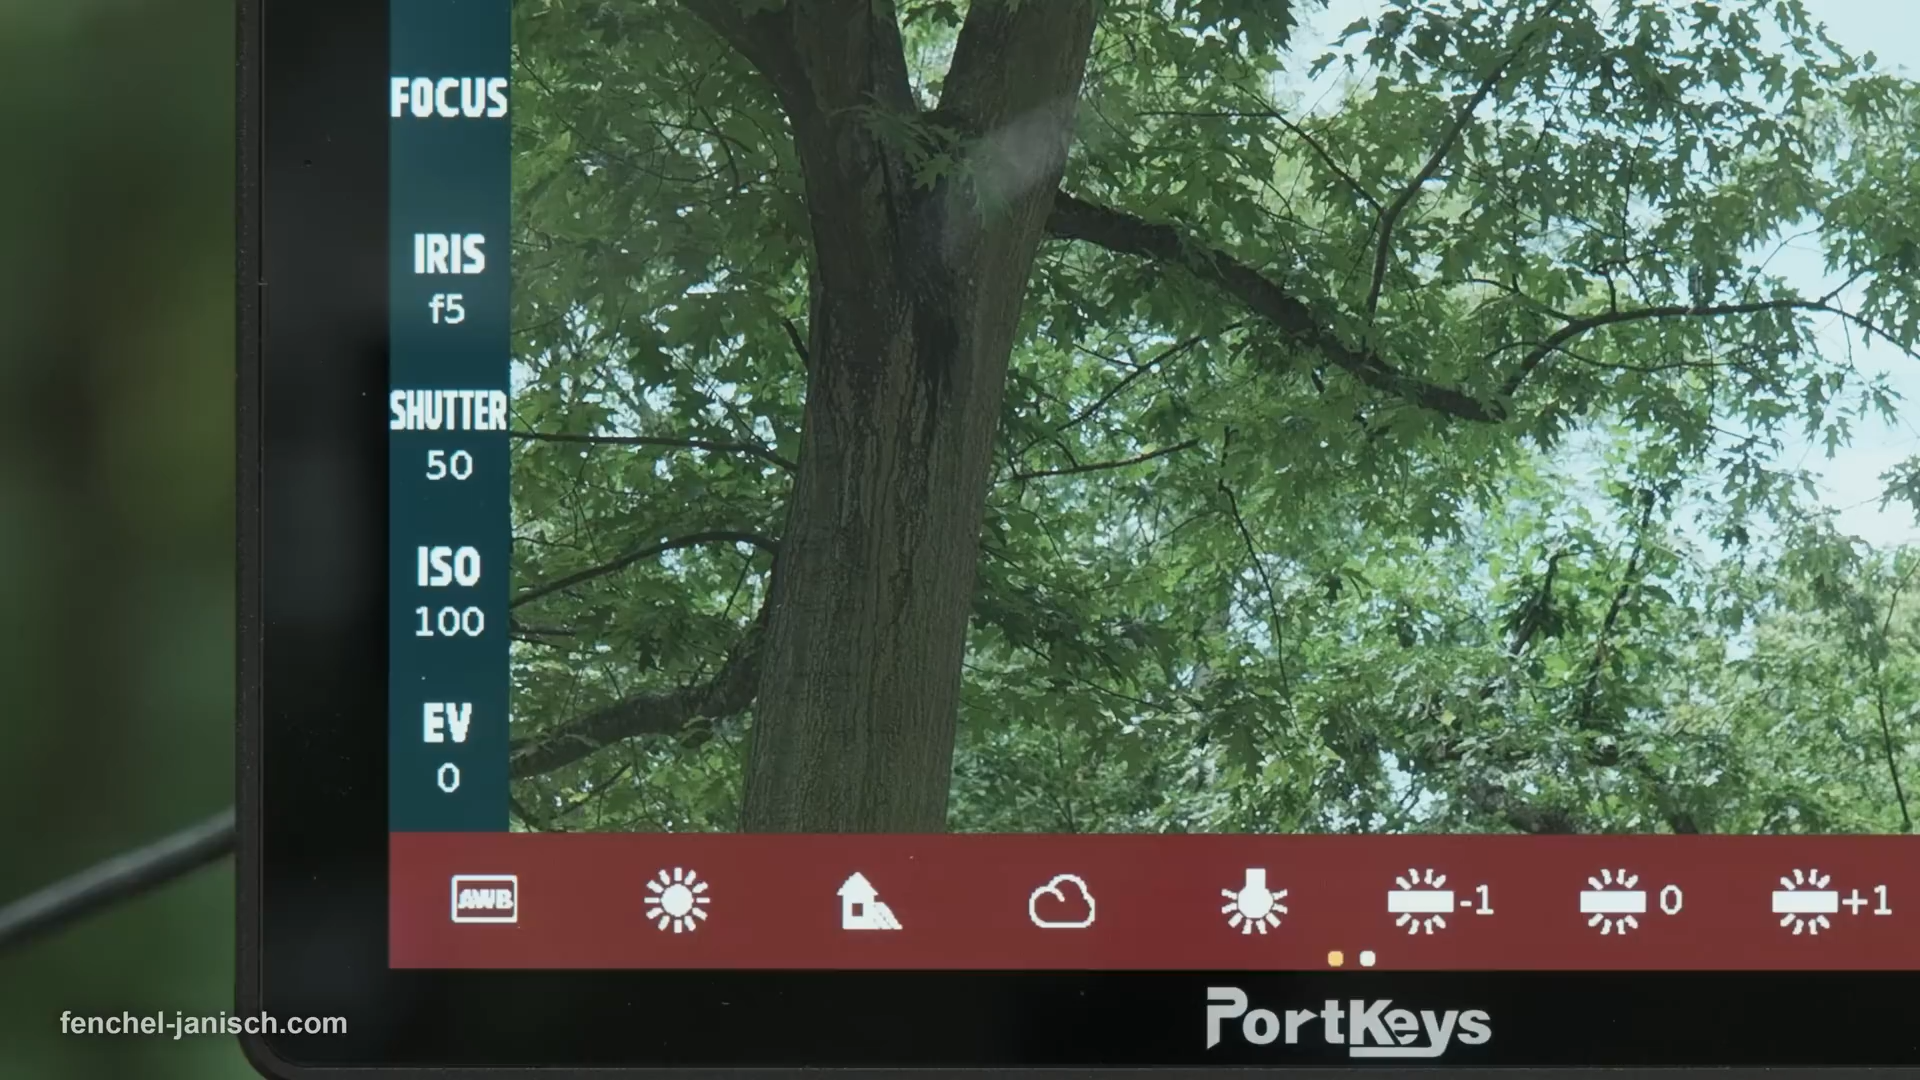 FOCUS
IRIS
f5
SHUTTER
50
ISO
100
EV
0
AWB
-1
0
+1
PortKeys
fenchel-janisch.com